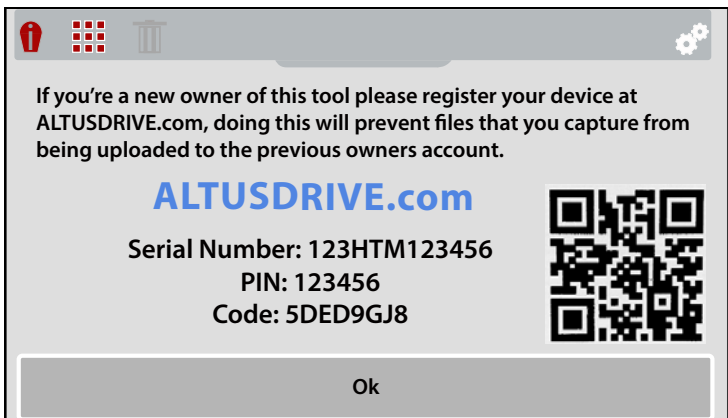 If you're a new owner of this tool please register your device at
ALTUSDRIVE.com, doing this will prevent files that you capture from
being uploaded to the previous owners account.
ALTUSDRIVE.com
Serial Number: 123HTM123456
PIN: 123456
Code: 5DED9GJ8
Ok